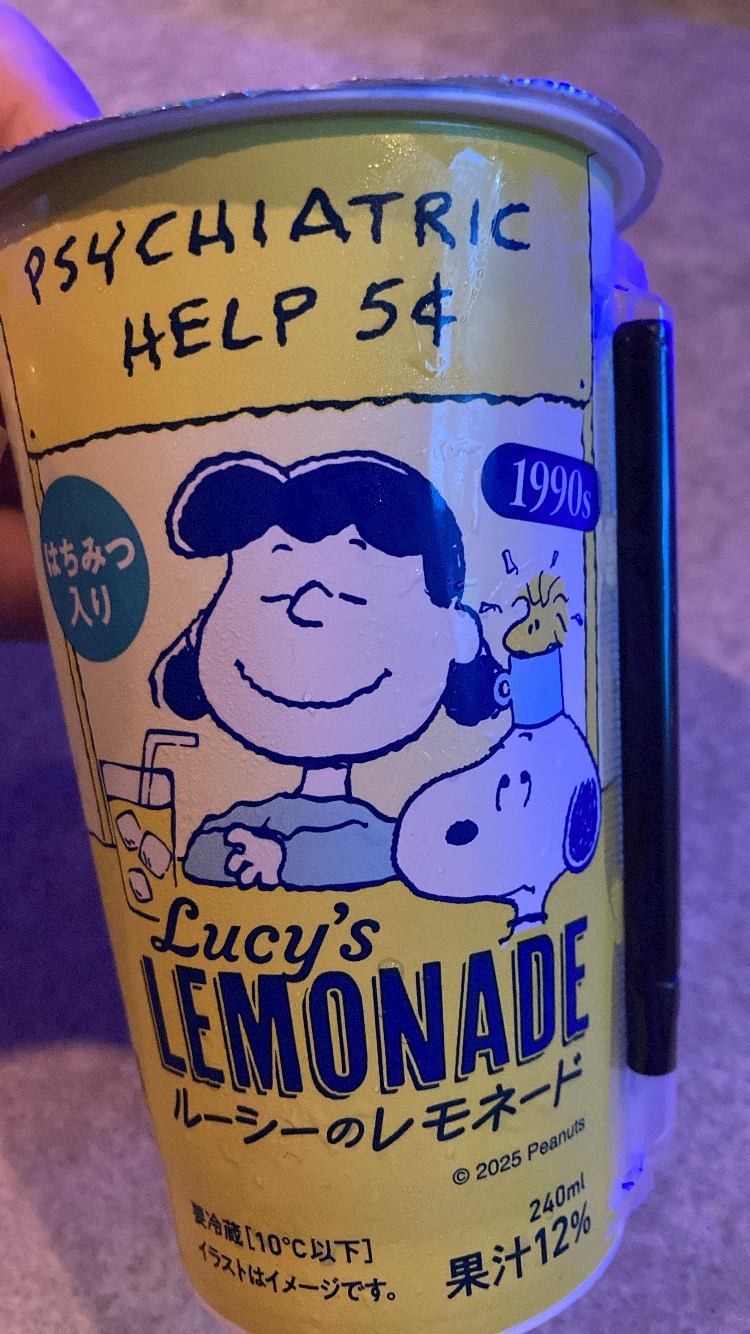 PSYCHIATRIC
HELP 5¢
1990s
はちみつ
入り
Lucy's
LEMONADE
ルーシーのレモネード
© 2025 Peanuts
240ml
果汁12%
要冷蔵[10℃以下]
イラストはイメージです。